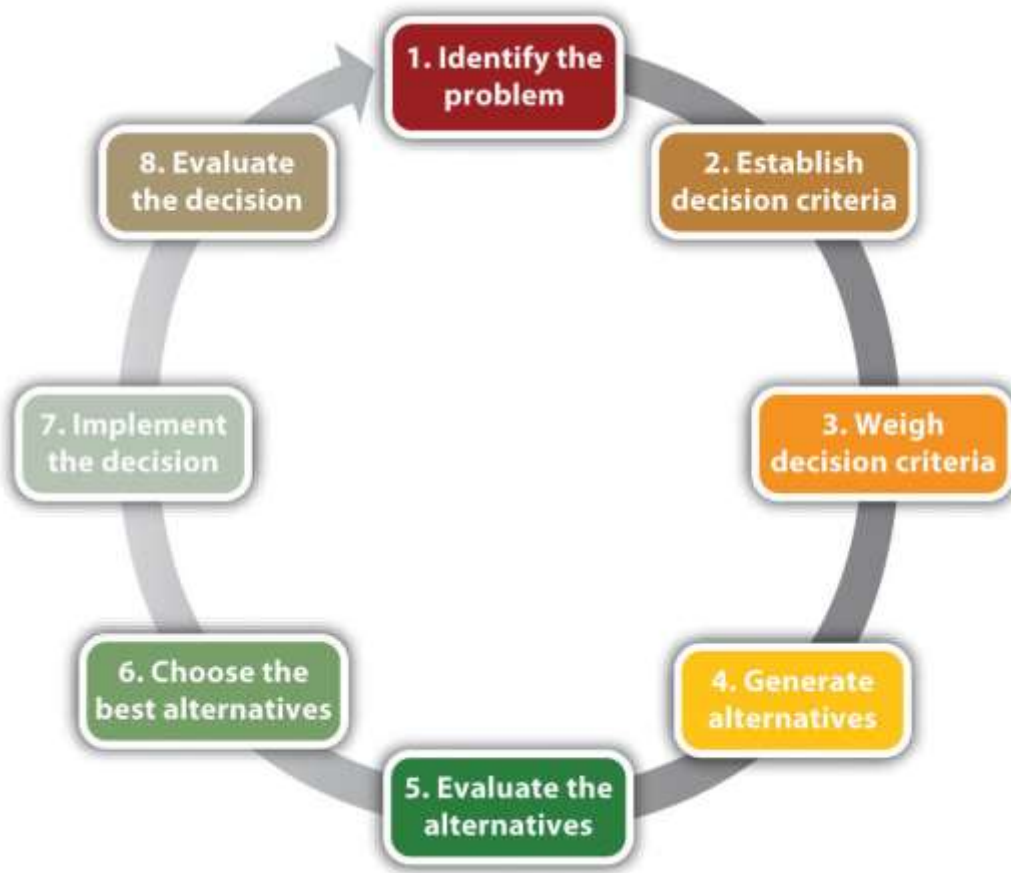 1. Identify the
problem
2. Establish
decision criteria
3. Weigh
decision criteria
4. Generate
alternatives
5. Evaluate the
alternatives
6. Choose the
best alternatives
7. Implement
the decision
8. Evaluate
the decision